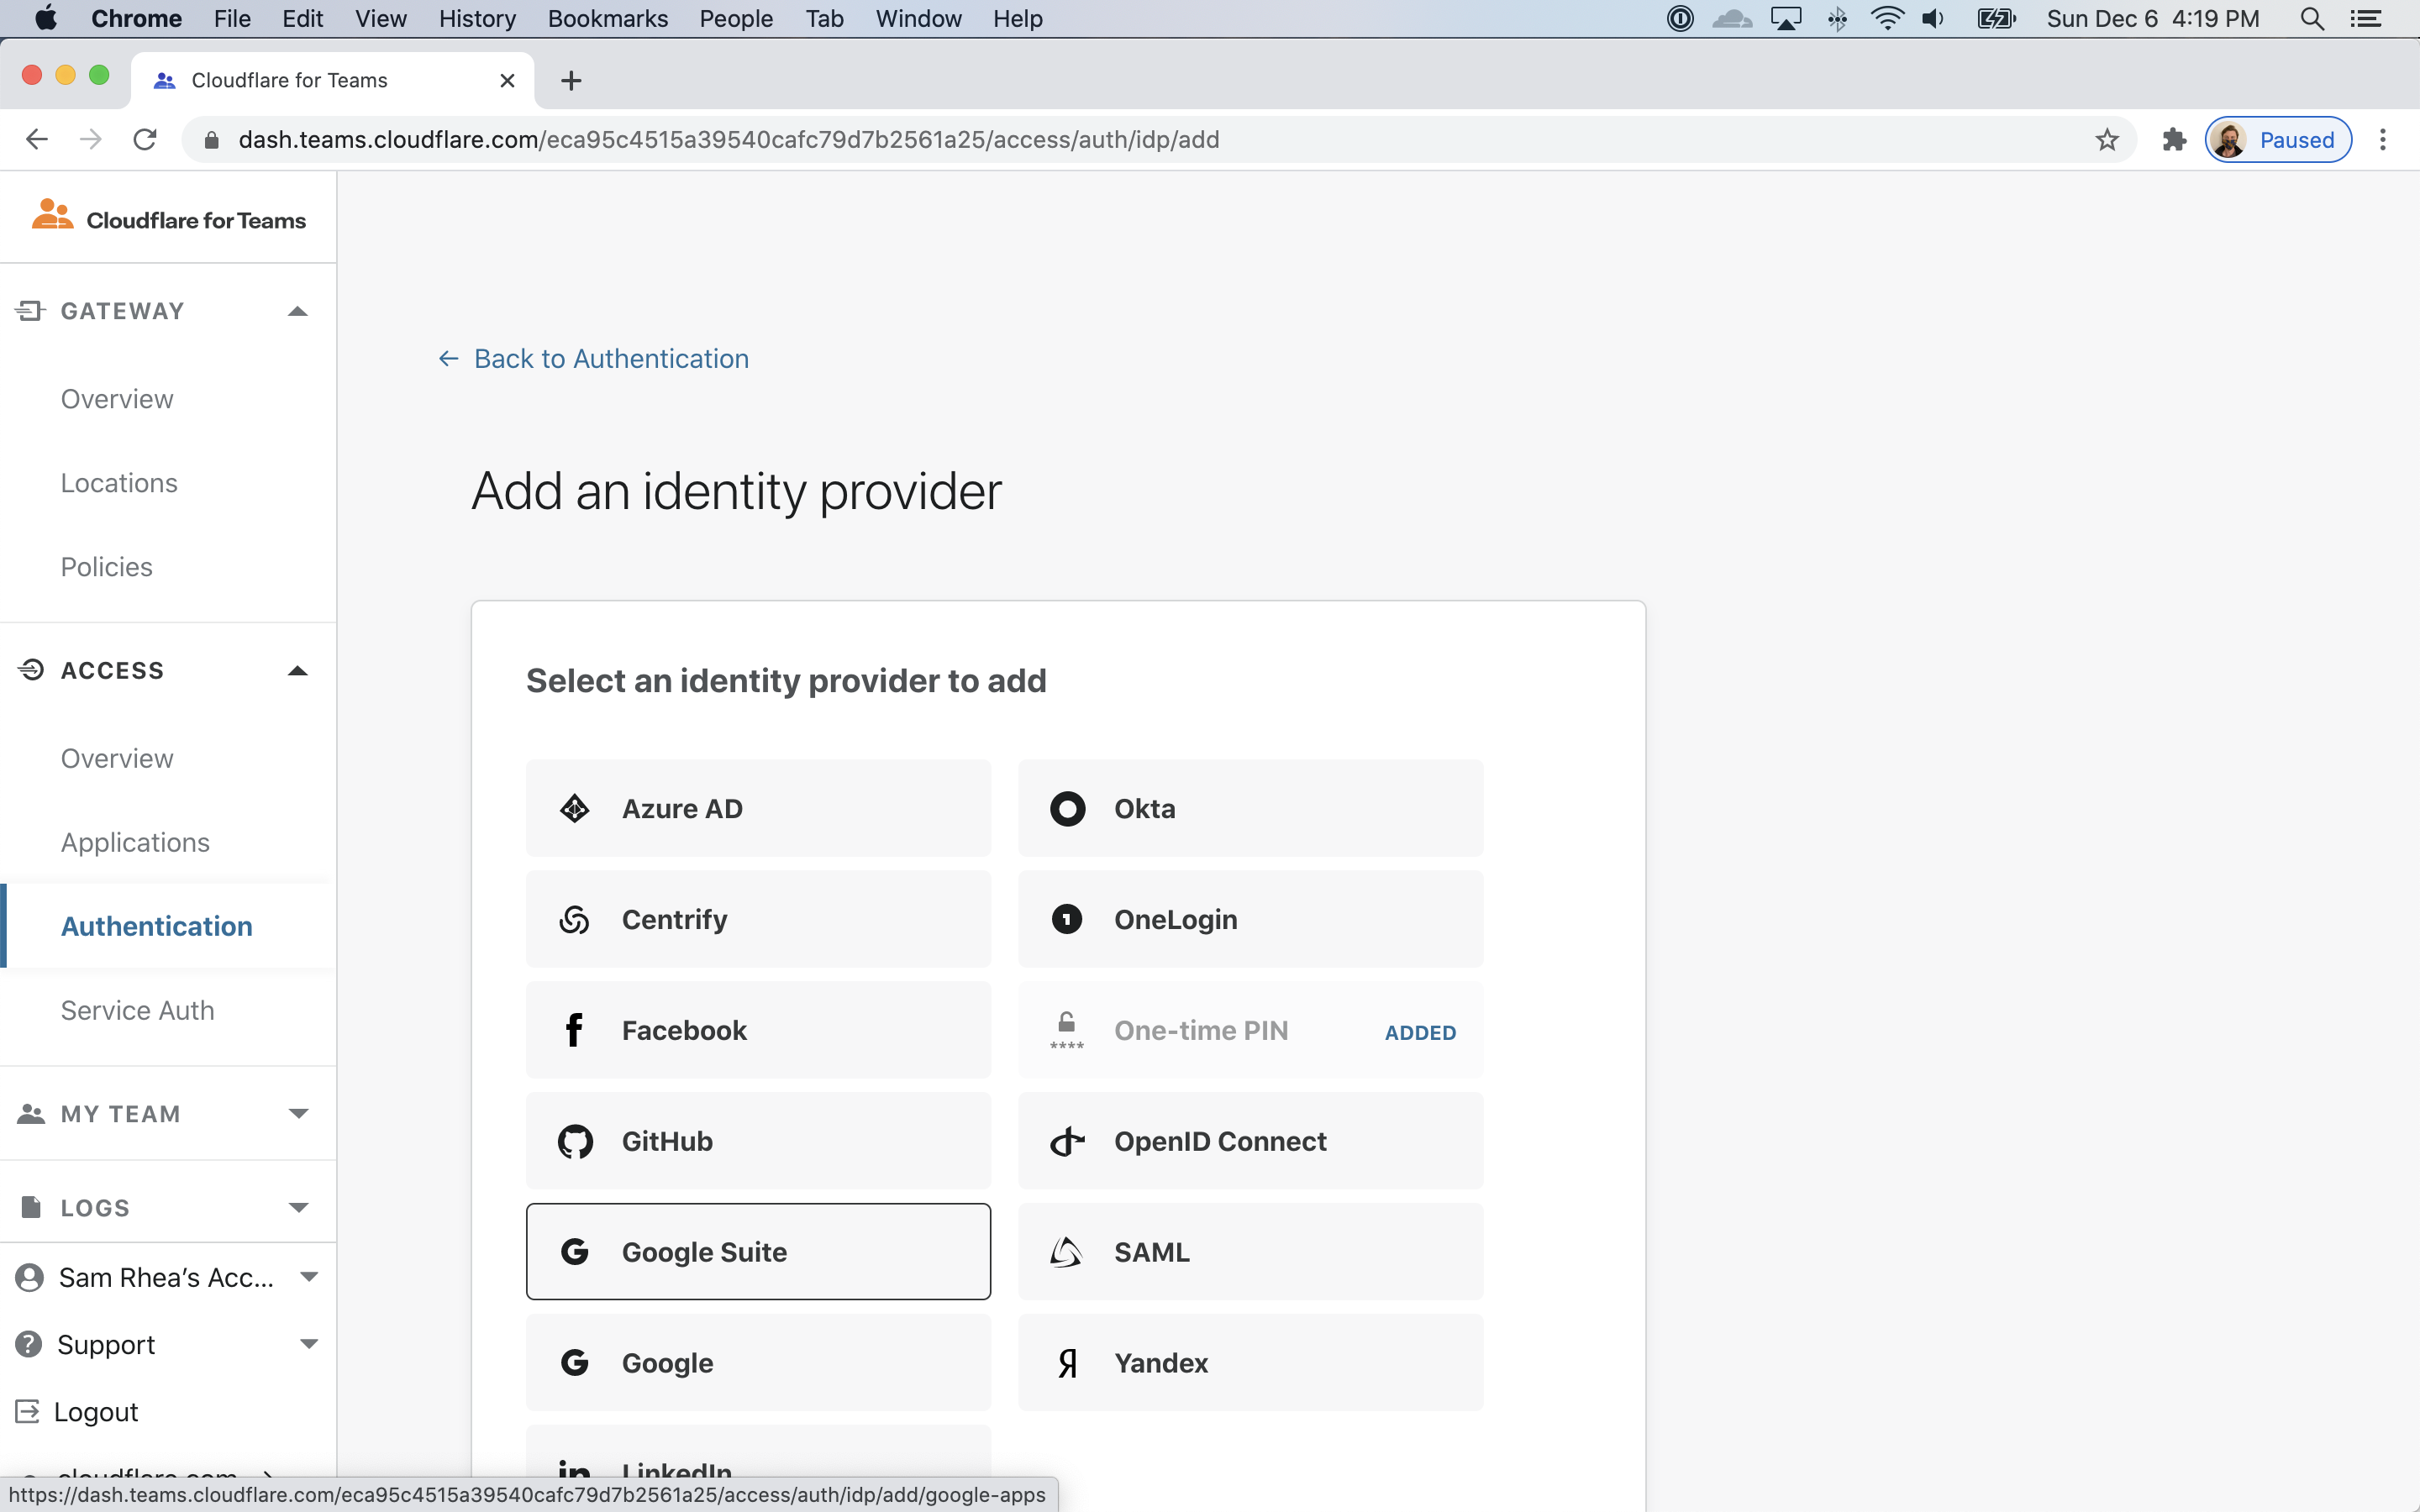 Chrome File Edit View History Bookmarks People Tab Window Help Sun Dec 6 4:19 PM
Cloudflare for Teams
dash.teams.cloudflare.com/eca95c4515a39540cafc79d7b2561a25/access/auth/idp/add Paused
Cloudflare for Teams
GATEWAY
Overview
Locations
Policies
ACCESS
Overview
Applications
Authentication
Service Auth
MY TEAM
LOGS
Sam Rhea’s Acc...
Support
Logout
cloudflare.com
Back to Authentication
Add an identity provider
Select an identity provider to add
Azure AD
Okta
Centrify
OneLogin
Facebook
**** One-time PIN ADDED
GitHub
OpenID Connect
Google Suite
SAML
Google
Yandex
LinkedIn
https://dash.teams.cloudflare.com/eca95c4515a39540cafc79d7b2561a25/access/auth/idp/add/google-apps